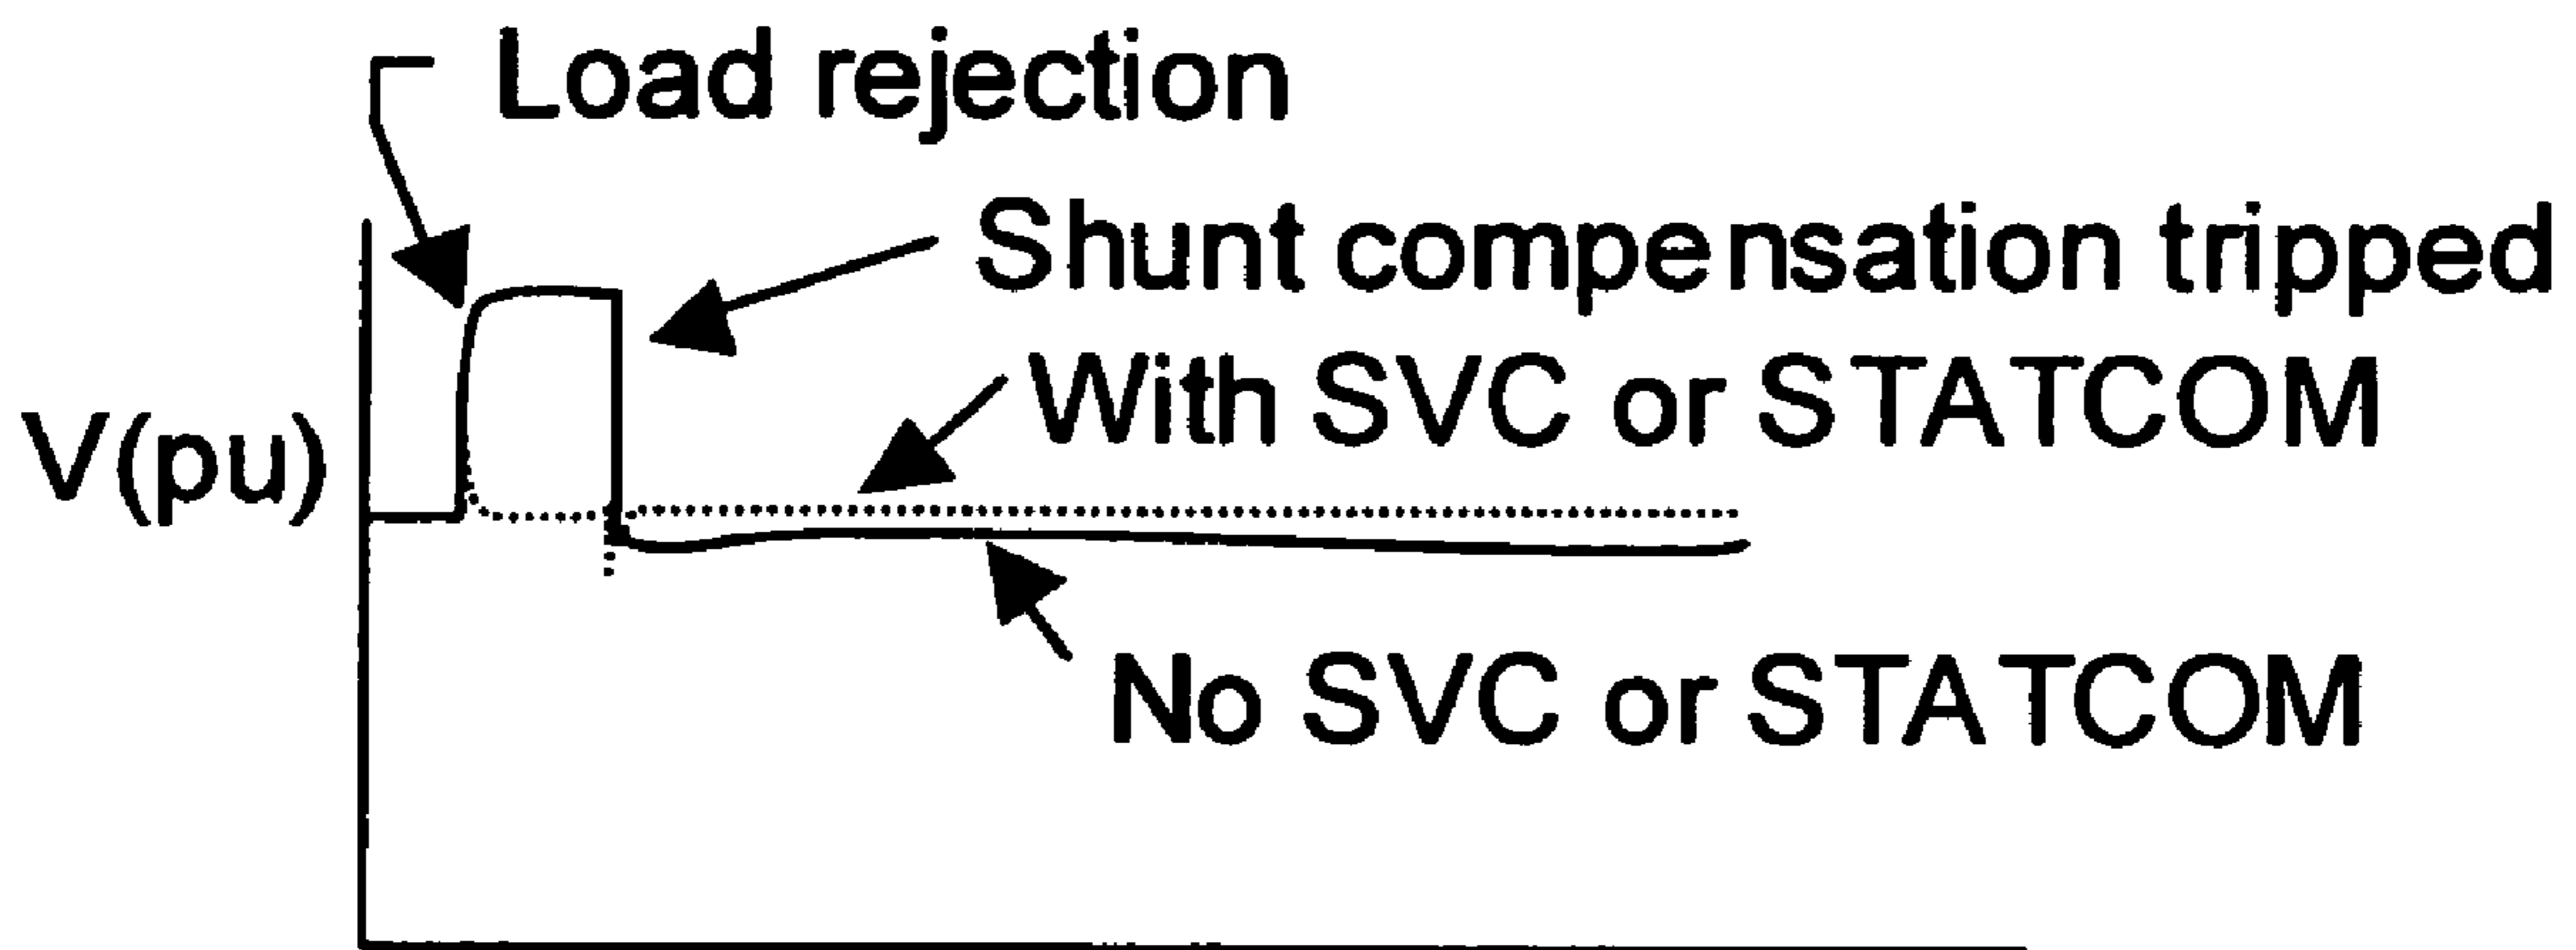 Load rejection
Shunt compensation tripped
With SVC or STATCOM
V(pu)
No SVC or STATCOM